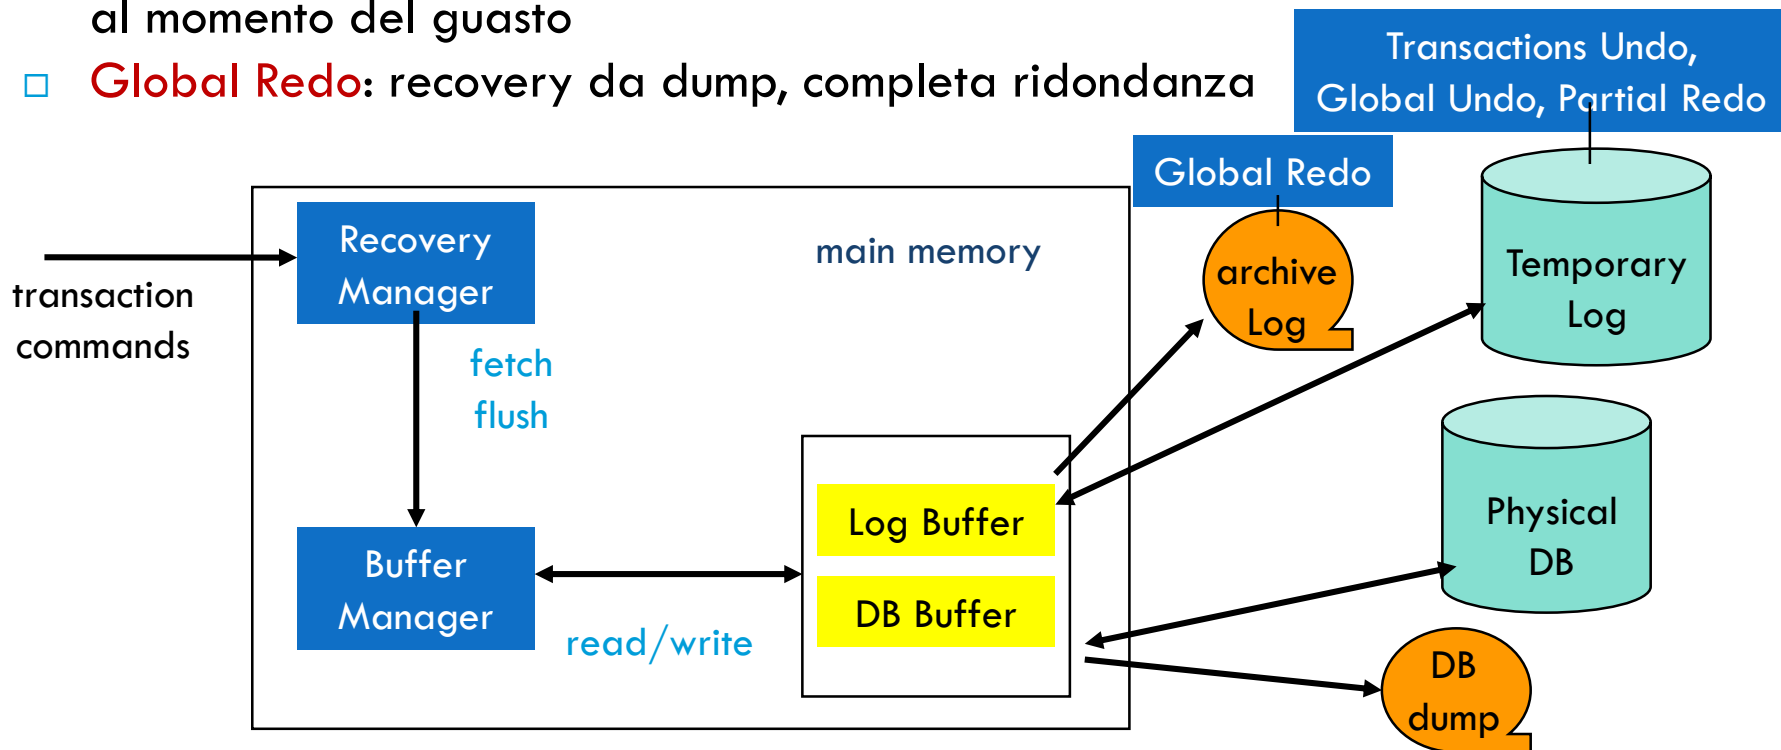 al momento del guasto
Global Redo: recovery da dump, completa ridondanza
Transactions Undo,
Global Undo, Partial Redo
Global Redo
Recovery
Manager
main memory
archive
Log
Temporary
Log
transaction
commands
fetch
flush
Log Buffer
Physical
DB
Buffer
Manager
DB Buffer
read/write
DB
dump